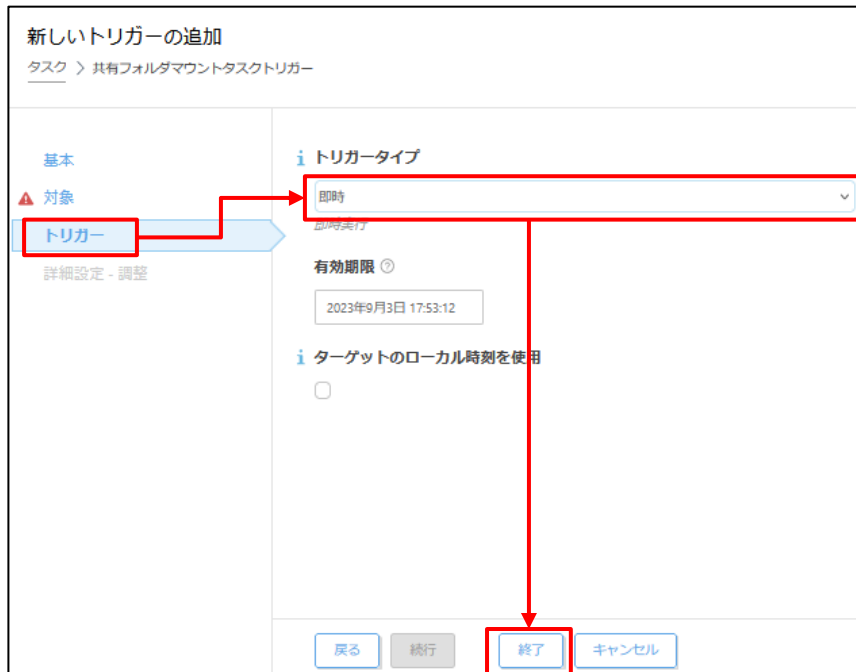 新しいトリガーの追加
タスク > 共有フォルダマウントタスクトリガー
基本
対象
トリガー
詳細設定 - 調整
トリガータイプ
即時
即時実行
有効期限
2023年9月3日 17:53:12
ターゲットのローカル時刻を使用
戻る 続行 終了 キャンセル